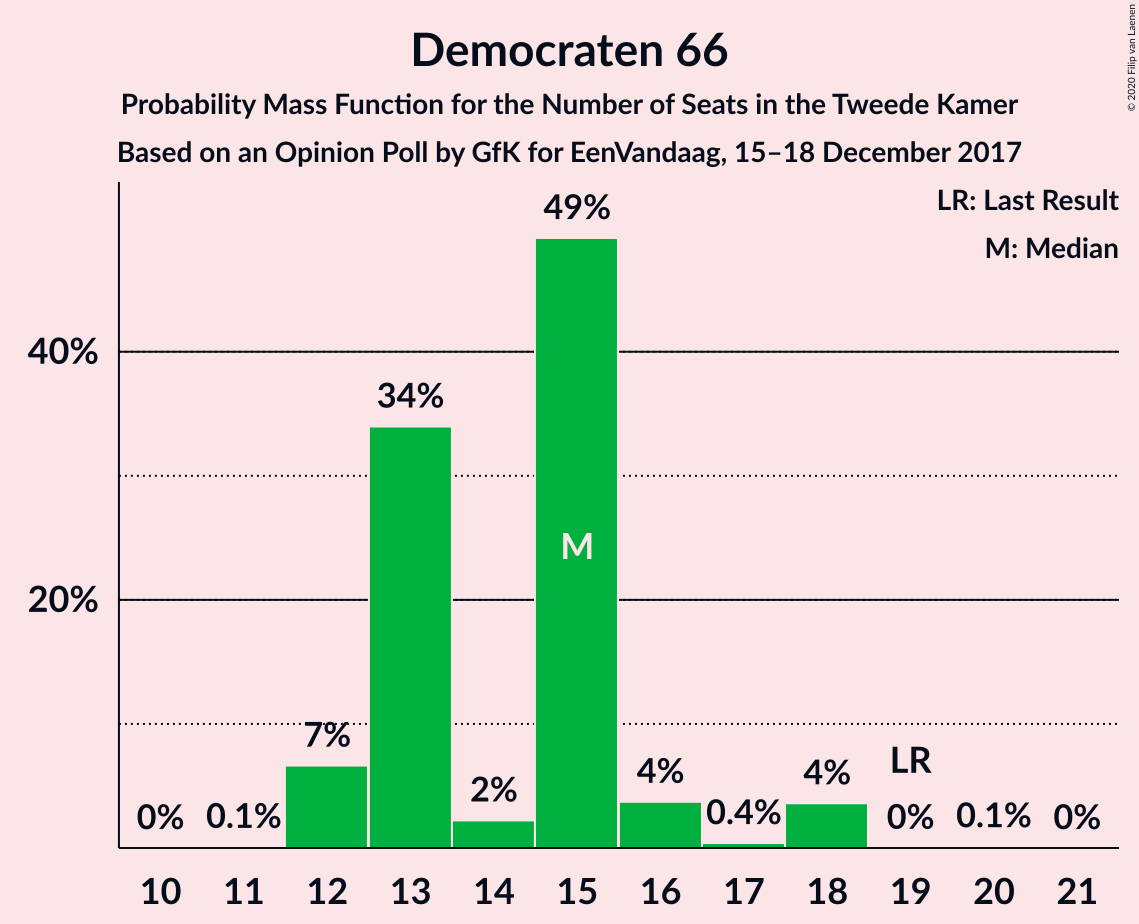 Democraten 66
Probability Mass Function for the Number of Seats in the Tweede Kamer
Based on an Opinion Poll by GfK for EenVandaag, 15–18 December 2017
© 2020 Filip van Laenen
LR: Last Result
M: Median
49%
40%
34%
M
20%
7%
LR
4%
4%
2%
0%
0.1%
0.4%
0%
0.1%
0%
10 11 12 13 14 15 16 17 18 19 20 21